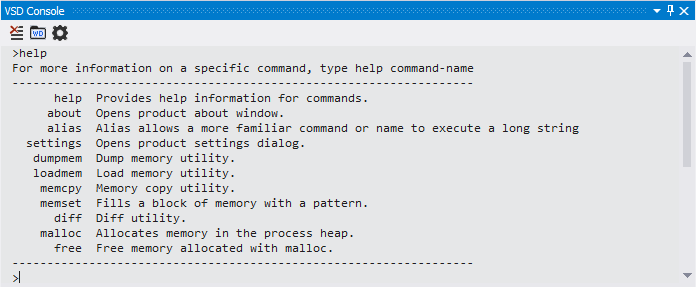 VSD Console
WD
>help
For more information on a specific command, type help command-name
--------------------------------------------------------------------
help  Provides help information for commands.
about  Opens product about window.
alias  Alias allows a more familiar command or name to execute a long string
settings  Opens product settings dialog.
dumpmem  Dump memory utility.
loadmem  Load memory utility.
memcpy  Memory copy utility.
memset  Fills a block of memory with a pattern.
diff  Diff utility.
malloc  Allocates memory in the process heap.
free  Free memory allocated with malloc.
--------------------------------------------------------------------
>